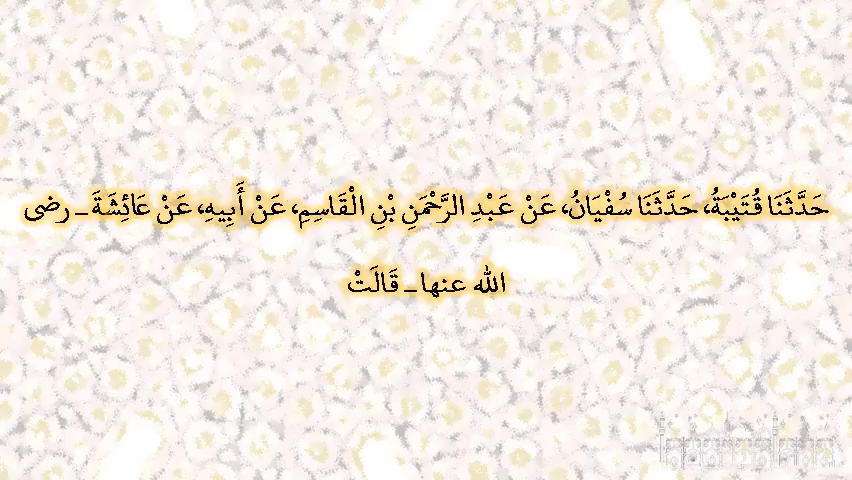 حَدَّثَنَا قُتَيْبَةُ، حَدَّثَنَا سُفْيَانُ، عَنْ عَبْدِ الرَّحْمَنِ بْنِ الْقَاسِمِ، عَنْ أَبِيهِ، عَنْ عَائِشَةَ ـ رضى
الله عنها ـ قَالَتْ